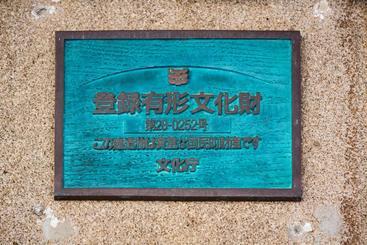 登録有形文化財
第28-0252号
この建造物は貴重な国民的財産です
文化庁